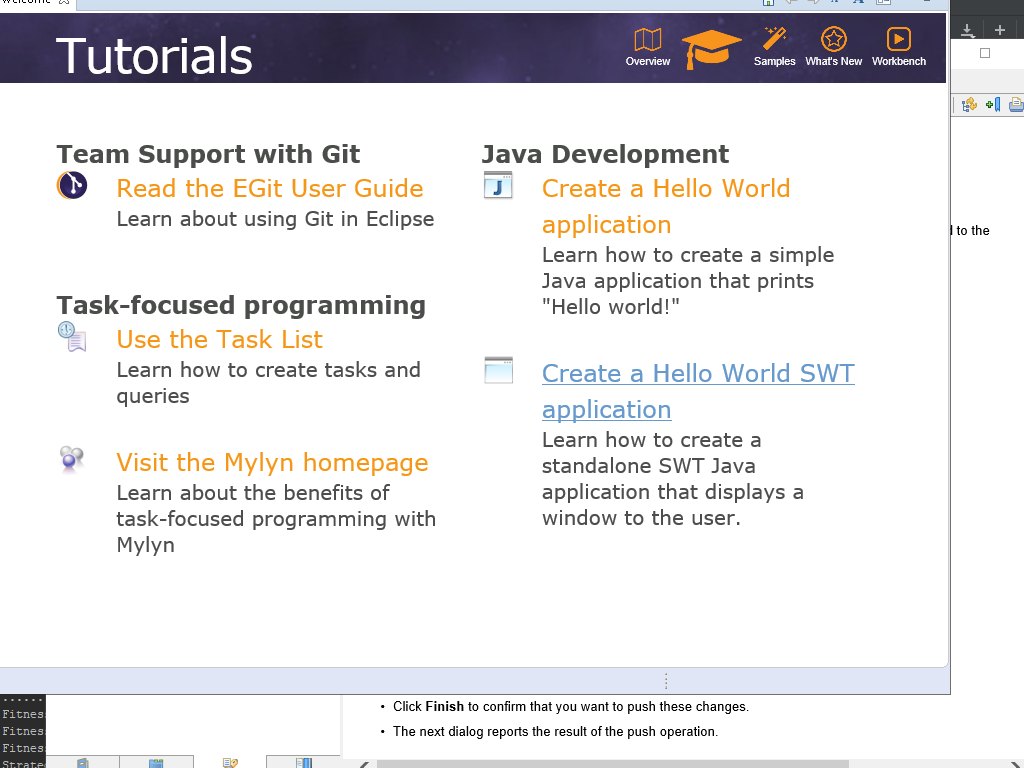 Welcome
Tutorials
Overview
Samples
What's New
Workbench
Team Support with Git
Read the EGit User Guide
Learn about using Git in Eclipse
Task-focused programming
Use the Task List
Learn how to create tasks and
queries
Visit the Mylyn homepage
Learn about the benefits of
task-focused programming with
Mylyn
Java Development
Create a Hello World
application
Learn how to create a simple
Java application that prints
"Hello world!"
Create a Hello World SWT
application
Learn how to create a
standalone SWT Java
application that displays a
window to the user.
to the
Fitnes
Fitnes
Fitnes
Strate
• Click Finish to confirm that you want to push these changes.
• The next dialog reports the result of the push operation.